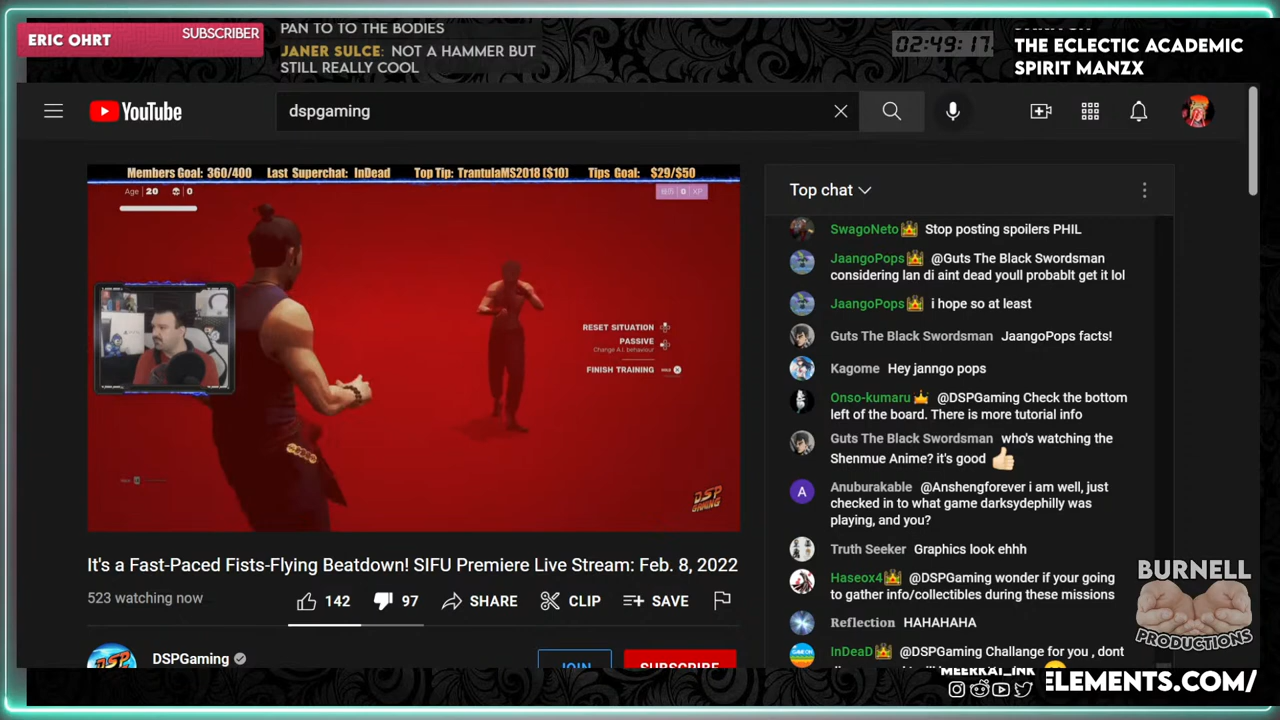 ERIC OHRT
SUBSCRIBER
PAN TO TO THE BODIES
JANER SULCE: NOT A HAMMER BUT
STILL REALLY COOL
02:49:17
THE ECLECTIC ACADEMIC
SPIRIT MANZX
YouTube
dspgaming
Members Goal: 360/400 Last Superchat: InDead Top Tip: TrantulaMS2018 ($10) Tips Goal: $29/$50
Age 20 0
0 XP
RESET SITUATION
PASSIVE
Change A.I. behaviour
FINISH TRAINING
DSP
GAMING
It's a Fast-Paced Fists-Flying Beatdown! SIFU Premiere Live Stream: Feb. 8, 2022
523 watching now
142
97
SHARE
CLIP
SAVE
DSPGaming
JOIN
SUBSCRIBE
Top chat
SwagoNeto Stop posting spoilers PHIL
JaangoPops @Guts The Black Swordsman
considering lan di aint dead youll probablt get it lol
JaangoPops i hope so at least
Guts The Black Swordsman JaangoPops facts!
Kagome Hey janngo pops
Onso-kumaru @DSPGaming Check the bottom
left of the board. There is more tutorial info
Guts The Black Swordsman who's watching the
Shenmue Anime? it's good
A
Anuburakable @Anshengforever i am well, just
checked in to what game darksydephilly was
playing, and you?
Truth Seeker Graphics look ehhh
Haseox4 @DSPGaming wonder if your going
to gather info/collectibles during these missions
Reflection HAHAHAHA
InDeaD @DSPGaming Challange for you , dont
BURNELL
PRODUCTIONS
MEERKAI_INK
ELEMENTS.COM/